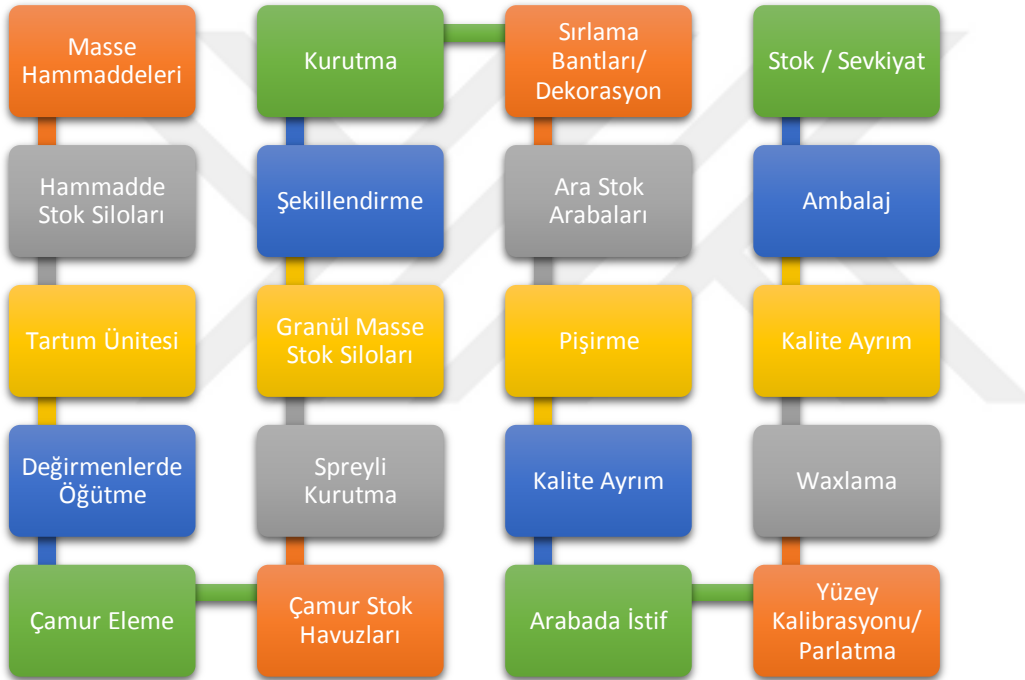 Masse
Hammaddeleri
Hammadde
Stok Siloları
Tartım Ünitesi
Değirmenlerde
Öğütme
Çamur Eleme
Çamur Stok
Havuzları
Spreyli
Kurutma
Granül Masse
Stok Siloları
Şekillendirme
Kurutma
Sırlama
Bantları/
Dekorasyon
Ara Stok
Arabaları
Pişirme
Kalite Ayrım
Arabada İstif
Yüzey
Kalibrasyonu/
Parlatma
Waxlama
Kalite Ayrım
Ambalaj
Stok / Sevkiyat